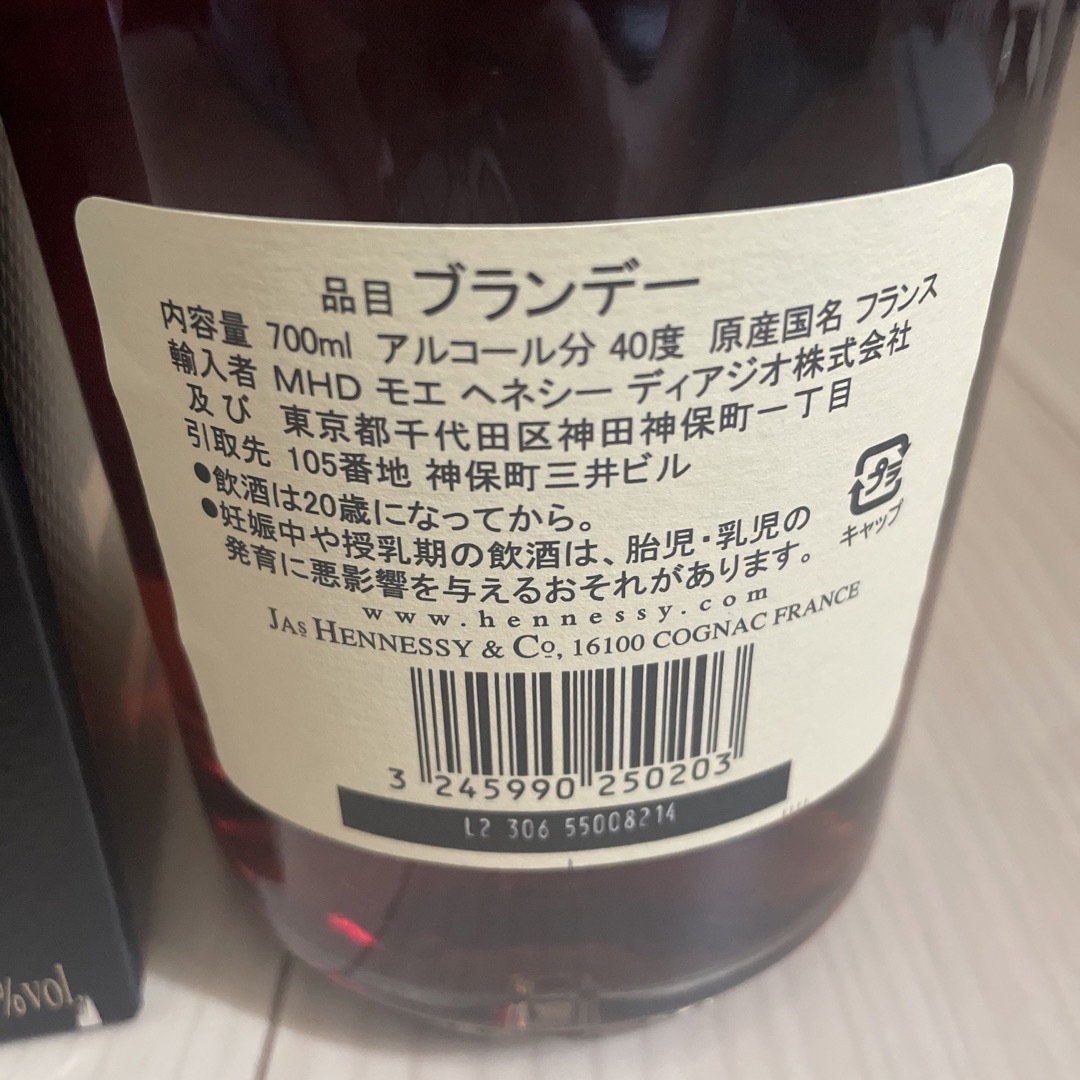 品目 ブランデー
内容量 700ml アルコール分 40度 原産国名 フランス
輸入者 MHD モエ ヘネシー ディアジオ株式会社
及び 東京都千代田区神田神保町一丁目
引取先 105番地 神保町三井ビル
●飲酒は20歳になってから。
●妊娠中や授乳期の飲酒は、胎児・乳児の
発育に悪影響を与えるおそれがあります。
プラ
キャップ
www.hennessy.com
JAS HENNESSY & Co, 16100 COGNAC FRANCE
3 245990 250203
L2 306 55008214
%vol